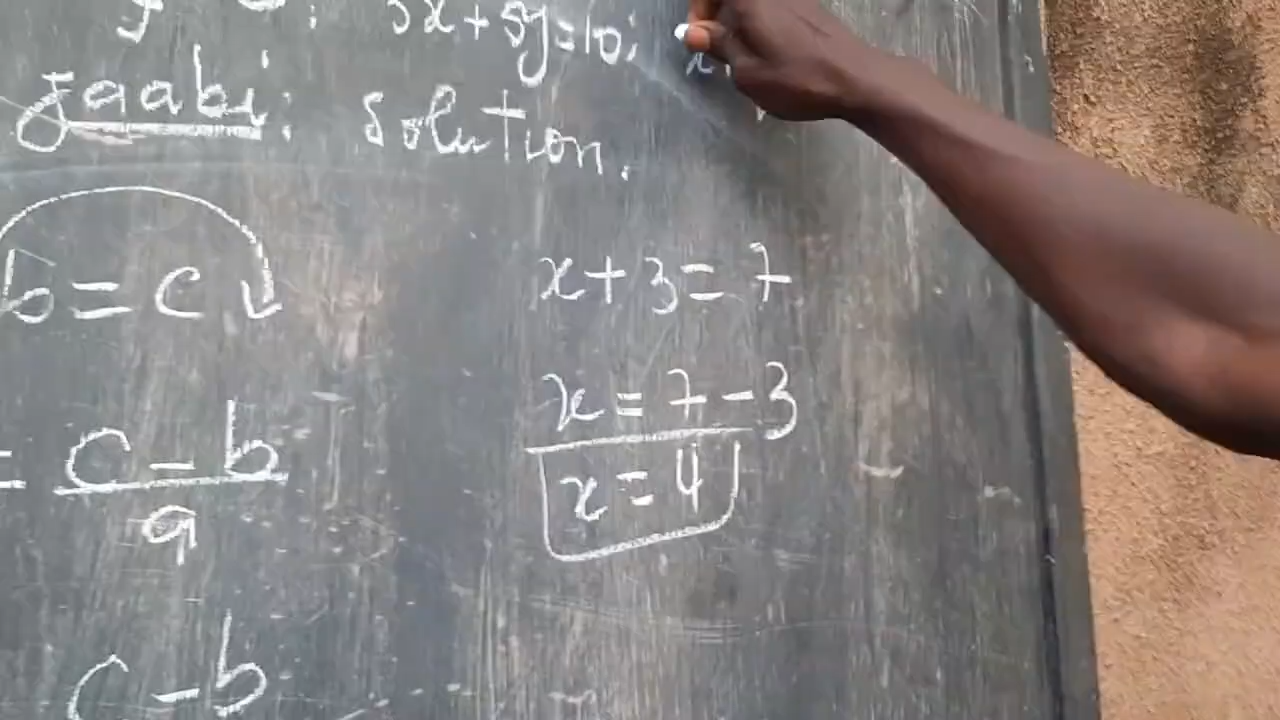 3x + 5y = 10;
Jaabi: Solution.
b = c
x + 3 = 7
x = 7 - 3
x = 4
= c - b
a
c - b